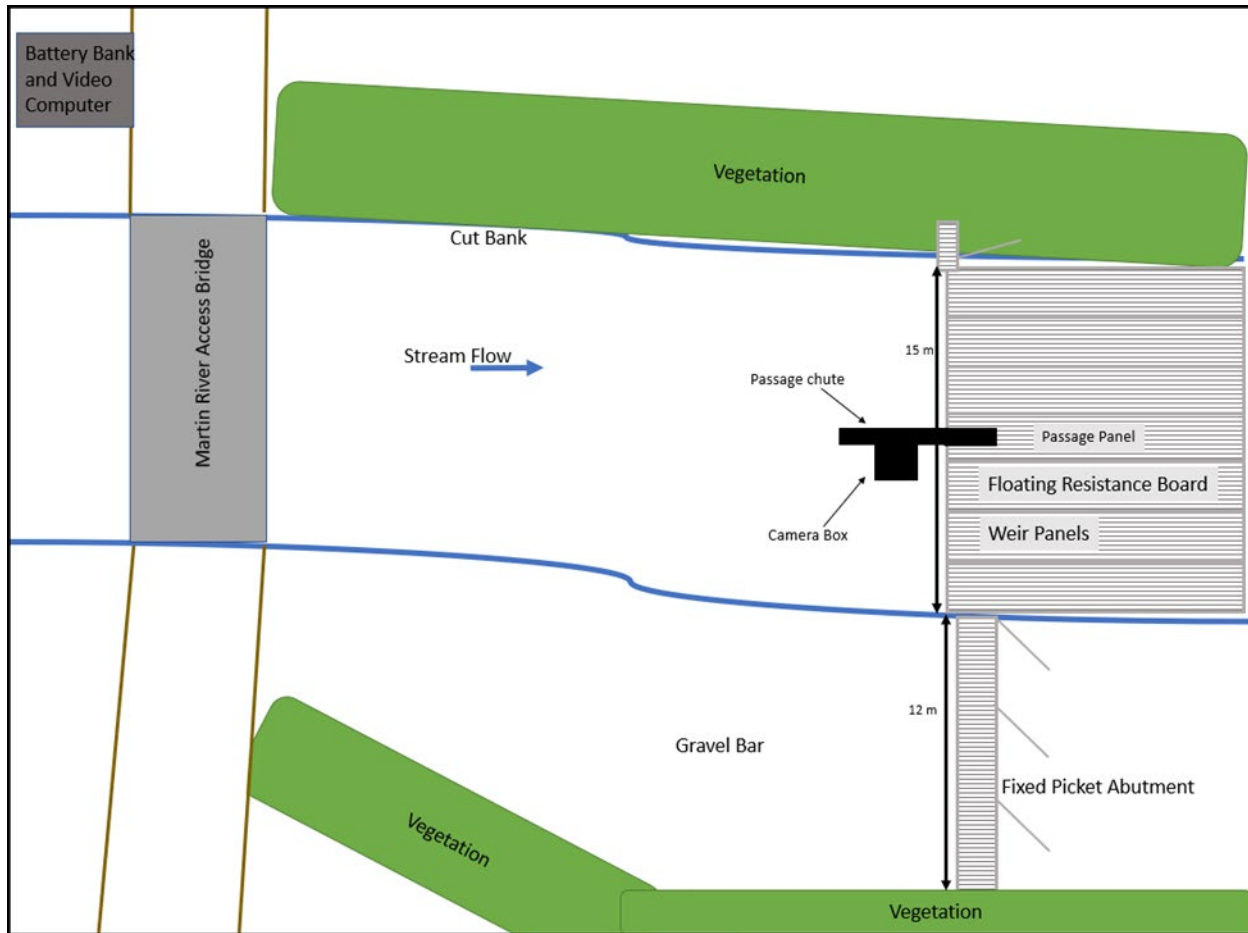 Battery Bank
and Video
Computer
Vegetation
Cut Bank
Martin River Access Bridge
Stream Flow
15 m
Passage chute
Passage Panel
Floating Resistance Board
Camera Box
Weir Panels
12 m
Gravel Bar
Fixed Picket Abutment
Vegetation
Vegetation